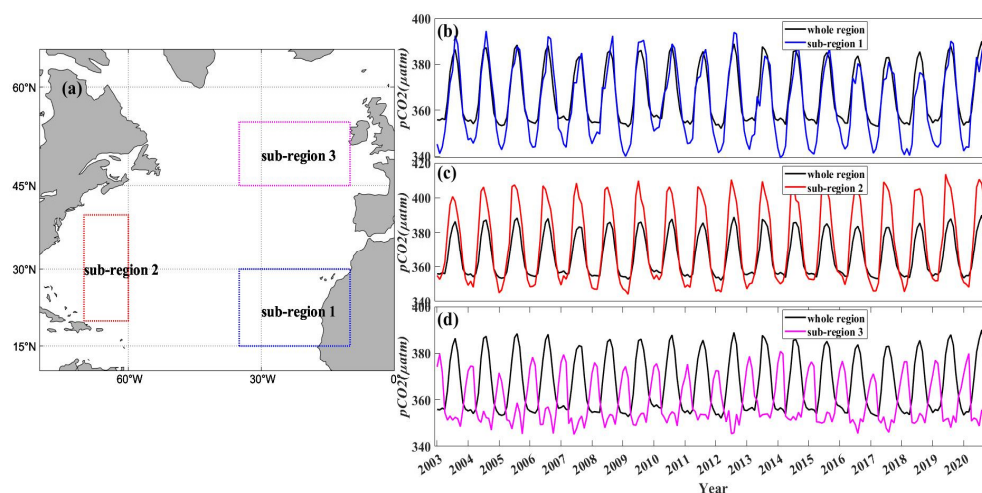 (a)
60°N
45°N
30°N
15°N
60°W
30°W
0°
sub-region 3
sub-region 2
sub-region 1
(b)
whole region
sub-region 1
400
380
360
340
pCO2(μatm)
(c)
whole region
sub-region 2
420
400
380
360
340
pCO2(μatm)
(d)
whole region
sub-region 3
400
380
360
340
pCO2(μatm)
2003 2004 2005 2006 2007 2008 2009 2010 2011 2012 2013 2014 2015 2016 2017 2018 2019 2020
Year